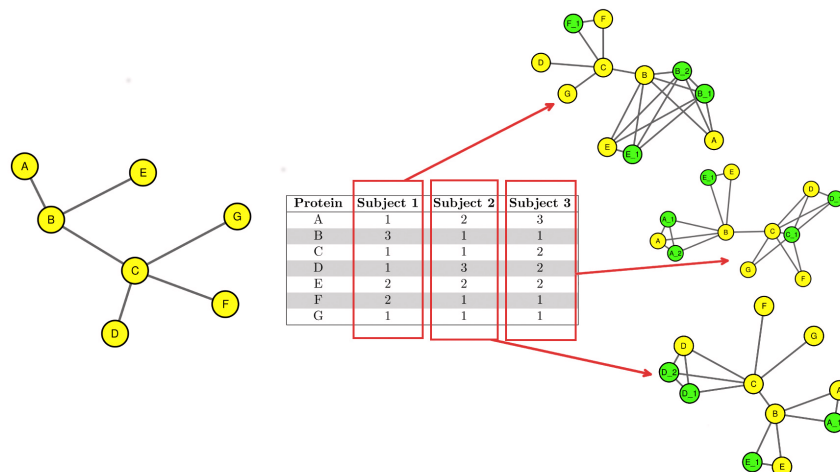 A
E
B
G
C
F
D
Protein Subject 1 Subject 2 Subject 3
A 1 2 3
B 3 1 1
C 1 1 2
D 1 3 2
E 2 2 2
F 2 1 1
G 1 1 1
F_1
F
D
C
G
B
B_2
B_1
E
E_1
A
E_1
E
D
D_1
A_1
A
A_2
B
C
C_1
G
F
F
G
D
D_2
D_1
C
A
B
A_1
E_1
E